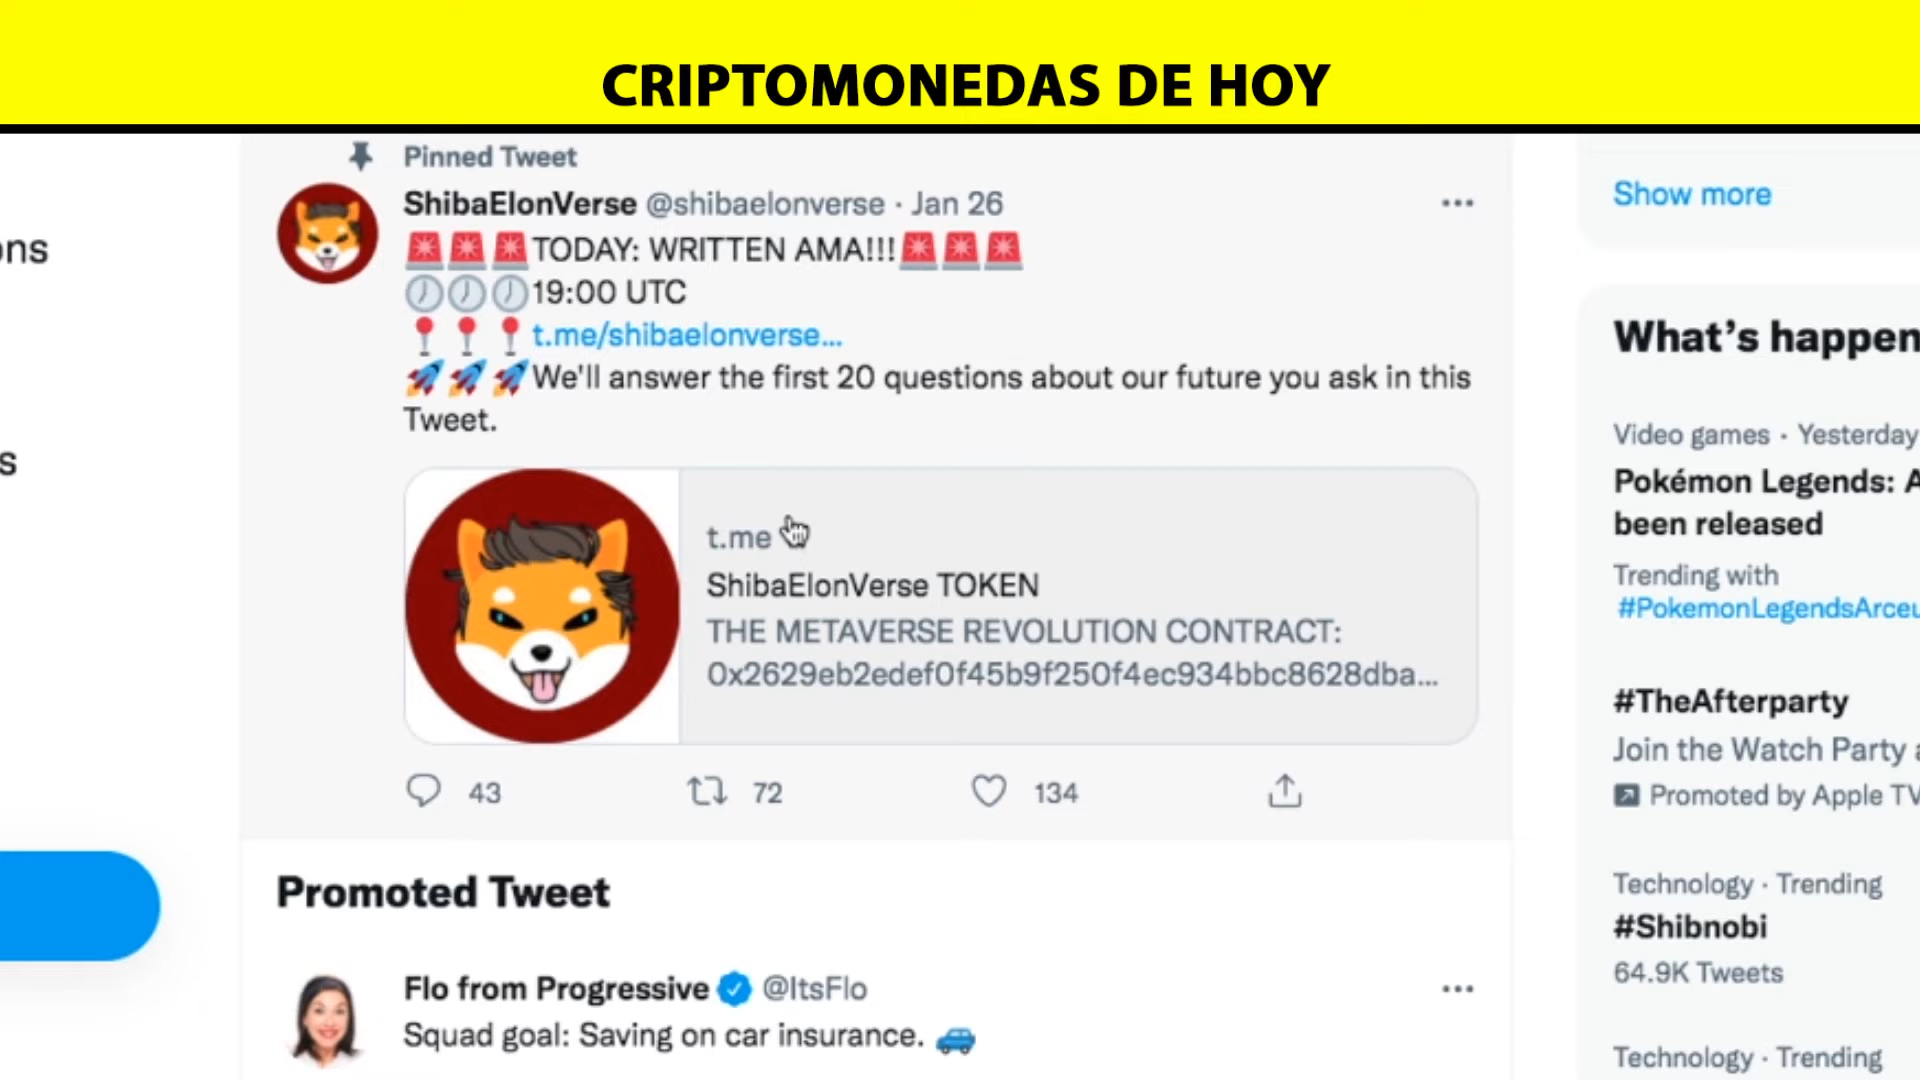 CRIPTOMONEDAS DE HOY
Pinned Tweet
ShibaElonVerse @shibaelonverse · Jan 26
🚨🚨🚨TODAY: WRITTEN AMA!!!🚨🚨🚨
🕖🕖🕖19:00 UTC
📍📍📍t.me/shibaelonverse...
🚀🚀🚀We'll answer the first 20 questions about our future you ask in this
Tweet.
t.me
ShibaElonVerse TOKEN
THE METAVERSE REVOLUTION CONTRACT:
0x2629eb2edef0f45b9f250f4ec934bbc8628dba...
43 72 134
Promoted Tweet
Flo from Progressive @ItsFlo
Squad goal: Saving on car insurance. 🚙
ons
s
Show more
What's happen
Video games · Yesterday
Pokémon Legends: A
been released
Trending with
#PokemonLegendsArceu
#TheAfterparty
Join the Watch Party a
Promoted by Apple TV
Technology · Trending
#Shibnobi
64.9K Tweets
Technology · Trending